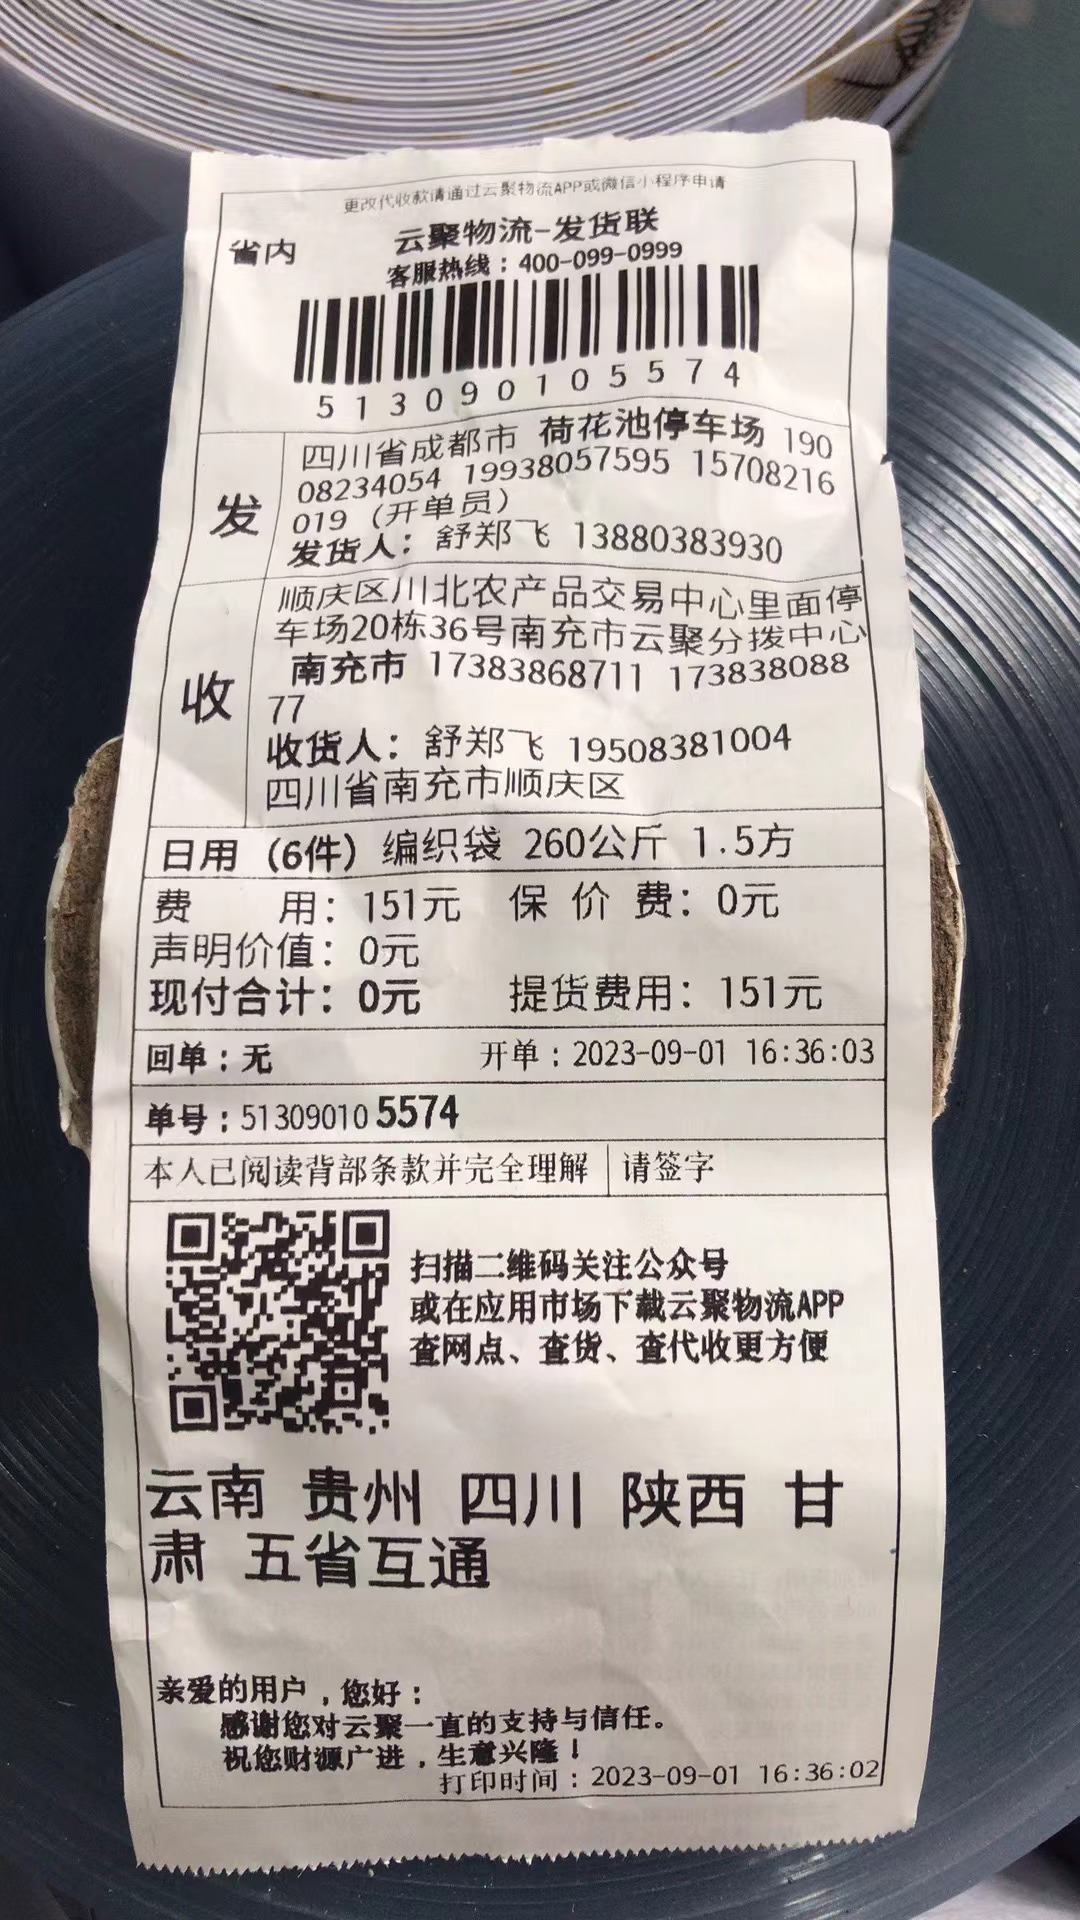 更改代收款请通过云聚物流APP或微信小程序申请
省内
云聚物流-发货联
客服热线：400-099-0999
513090105574
发
四川省成都市 荷花池停车场 190
08234054 19938057595 15708216
019（开单员）
发货人：舒郑飞 13880383930
收
顺庆区川北农产品交易中心里面停
车场20栋36号南充市云聚分拨中心
南充市 17383868711 173838088
77
收货人：舒郑飞 19508381004
四川省南充市顺庆区
日用（6件）编织袋 260公斤 1.5方
费 用：151元 保 价 费：0元
声明价值：0元
现付合计：0元 提货费用：151元
回单：无 开单：2023-09-01 16:36:03
单号：513090105574
本人已阅读背部条款并完全理解 请签字
扫描二维码关注公众号
或在应用市场下载云聚物流APP
查网点、查货、查代收更方便
云南 贵州 四川 陕西 甘
肃 五省互通
亲爱的用户，您好：
感谢您对云聚一直的支持与信任。
祝您财源广进，生意兴隆！
打印时间：2023-09-01 16:36:02